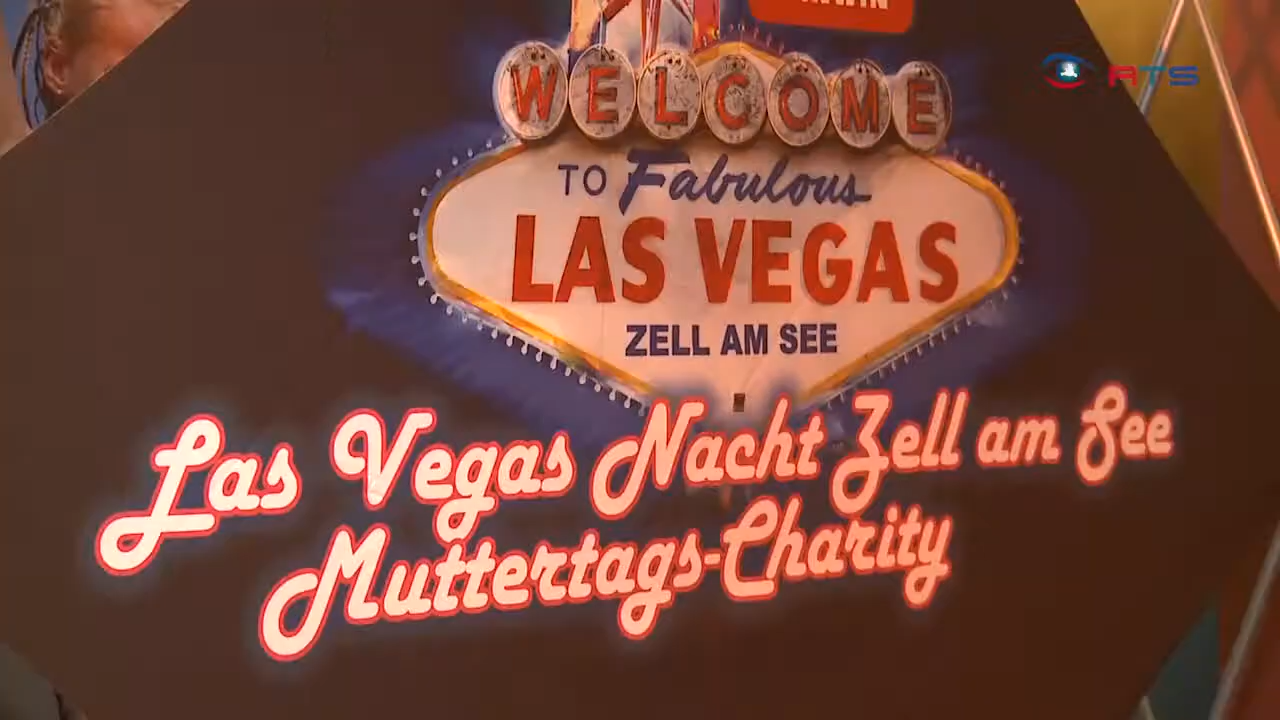 WELCOME
TO Fabulous
LAS VEGAS
ZELL AM SEE
Las Vegas Nacht Zell am See
Muttertags-Charity
RTS